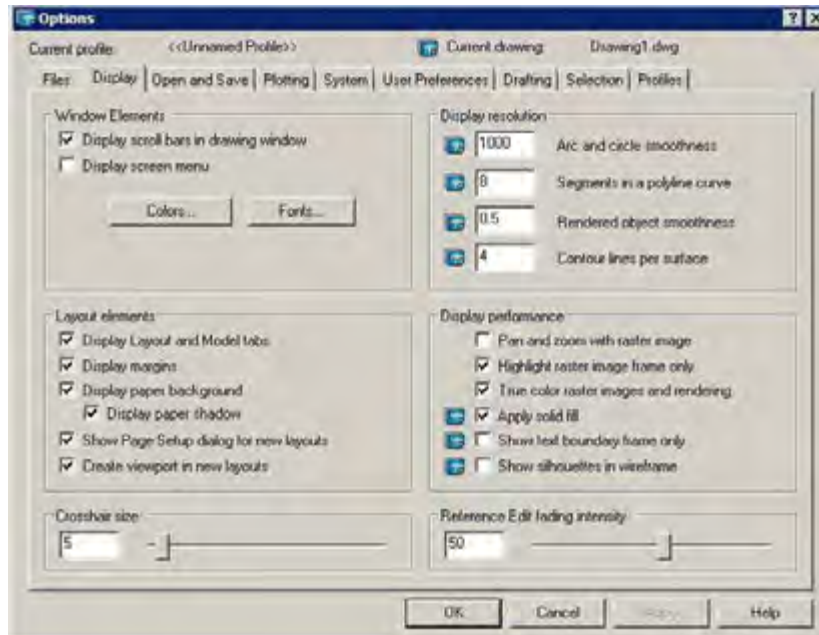 Options
Current profile: <<Unnamed Profile>> Current drawing: Drawing1.dwg
Files Display Open and Save Plotting System User Preferences Drafting Selection Profiles
Window Elements
Display scroll bars in drawing window
Display screen menu
Colors... Fonts...
Display resolution
1000 Arc and circle smoothness
8 Segments in a polyline curve
0.5 Rendered object smoothness
4 Contour lines per surface
Layout elements
Display Layout and Model tabs
Display margins
Display paper background
Display paper shadow
Show Page Setup dialog for new layouts
Create viewport in new layouts
Display performance
Pan and zoom with raster image
Highlight raster image frame only
True color raster images and rendering
Apply solid fill
Show text boundary frame only
Show silhouettes in wireframe
Crosshair size
5
Reference Edit fading intensity
50
OK Cancel Apply Help